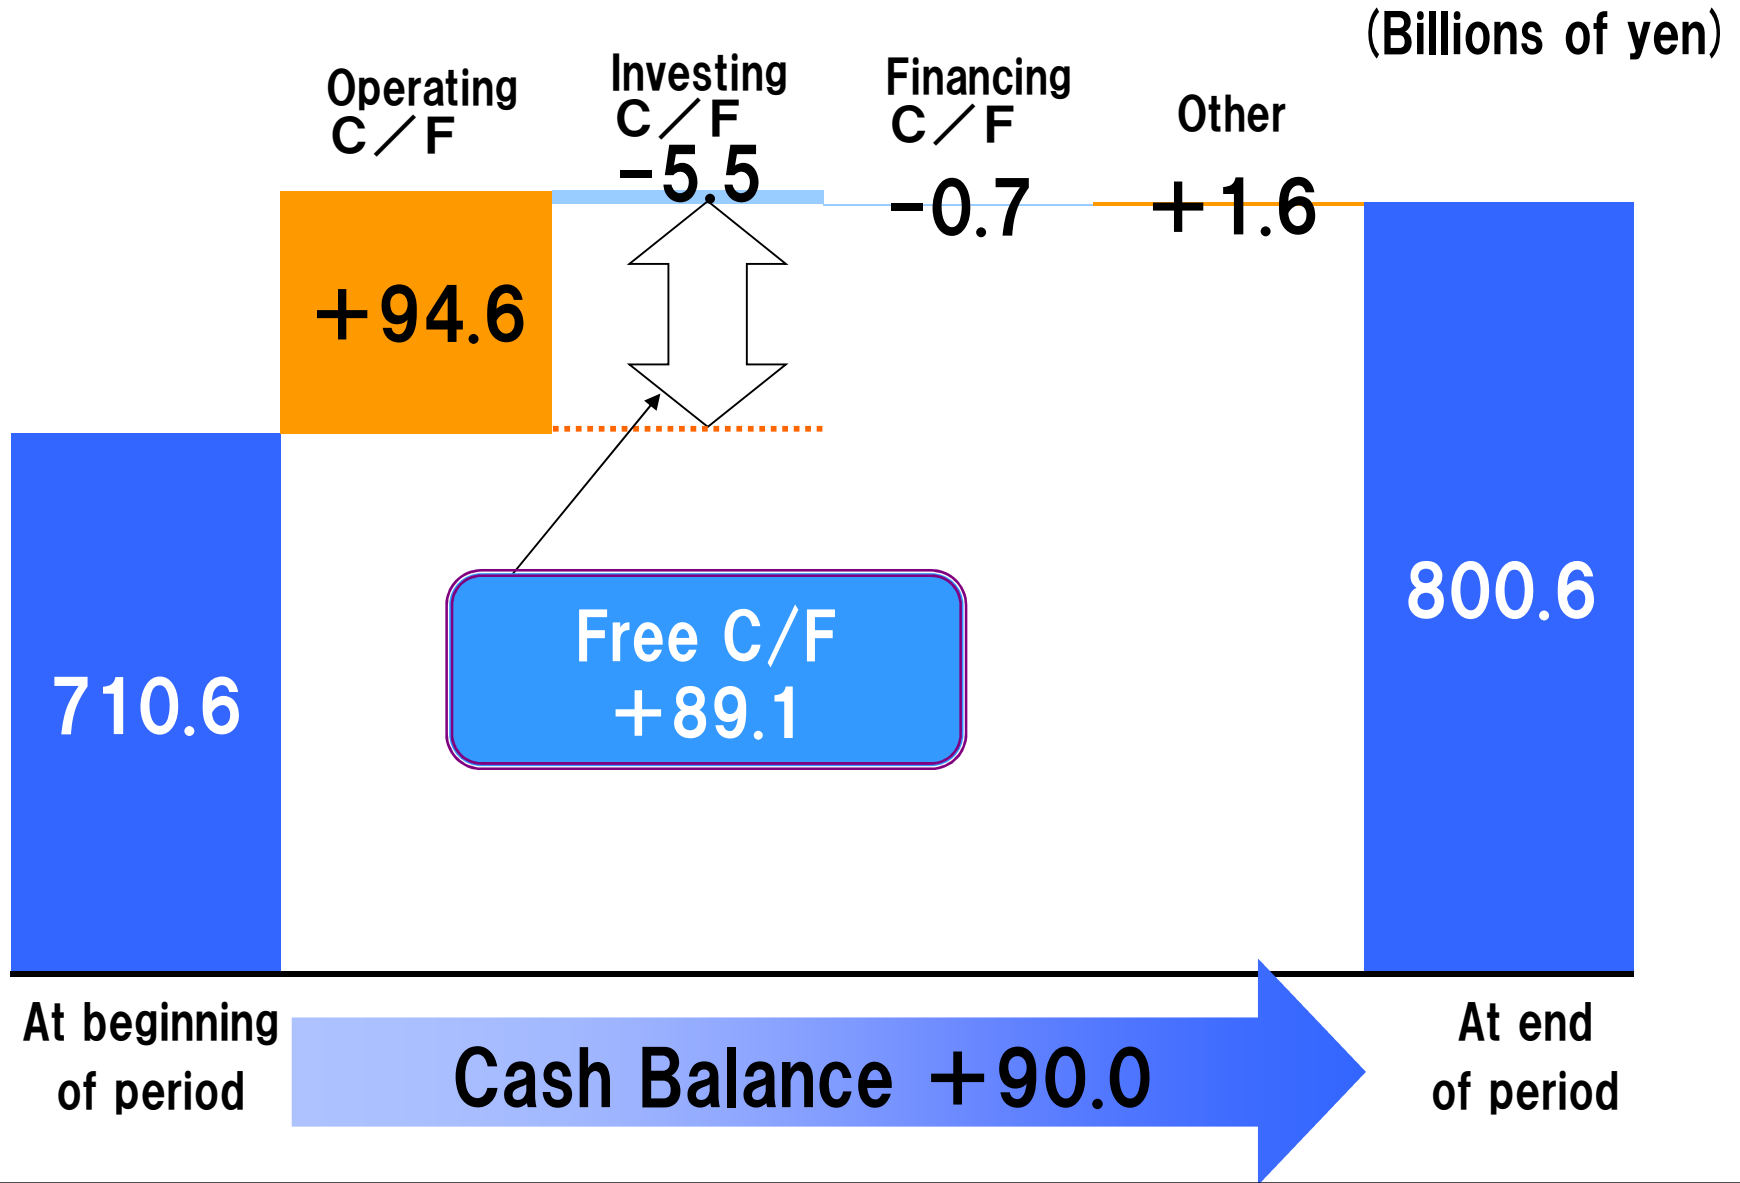 (Billions of yen)
Operating
C／F
Investing
C／F
-5.5
Financing
C／F
-0.7
Other
+1.6
+94.6
Free C/F
+89.1
710.6
800.6
At beginning
of period
Cash Balance +90.0
At end
of period